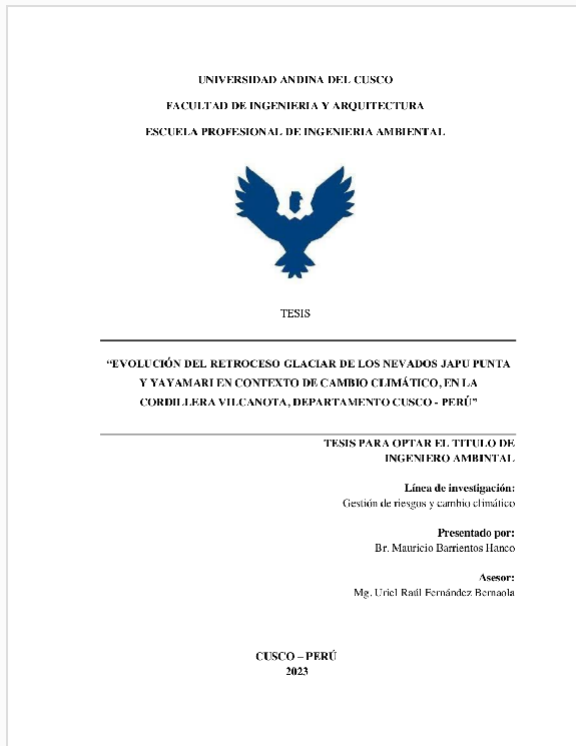 UNIVERSIDAD ANDINA DEL CUSCO
FACULTAD DE INGENIERIA Y ARQUITECTURA
ESCUELA PROFESIONAL DE INGENIERIA AMBIENTAL
TESIS
“EVOLUCIÓN DEL RETROCESO GLACIAR DE LOS NEVADOS JAPU PUNTA
Y YAYAMARI EN CONTEXTO DE CAMBIO CLIMÁTICO, EN LA
CORDILLERA VILCANOTA, DEPARTAMENTO CUSCO - PERÚ”
TESIS PARA OPTAR EL TITULO DE
INGENIERO AMBINTAL
Línea de investigación:
Gestión de riesgos y cambio climático
Presentado por:
Br. Mauricio Barrientos Hanco
Asesor:
Mg. Uriel Raúl Fernández Bernaola
CUSCO – PERÚ
2023